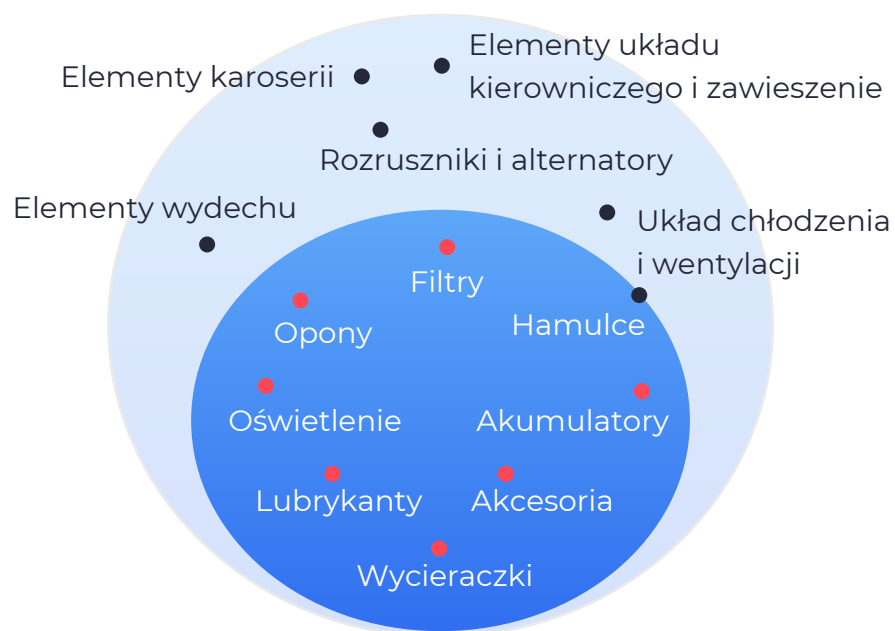 Elementy układu
kierowniczego i zawieszenie
Elementy karoserii
Rozruszniki i alternatory
Elementy wydechu
Układ chłodzenia
i wentylacji
Filtry
Hamulce
Opony
Oświetlenie
Akumulatory
Lubrykanty
Akcesoria
Wycieraczki